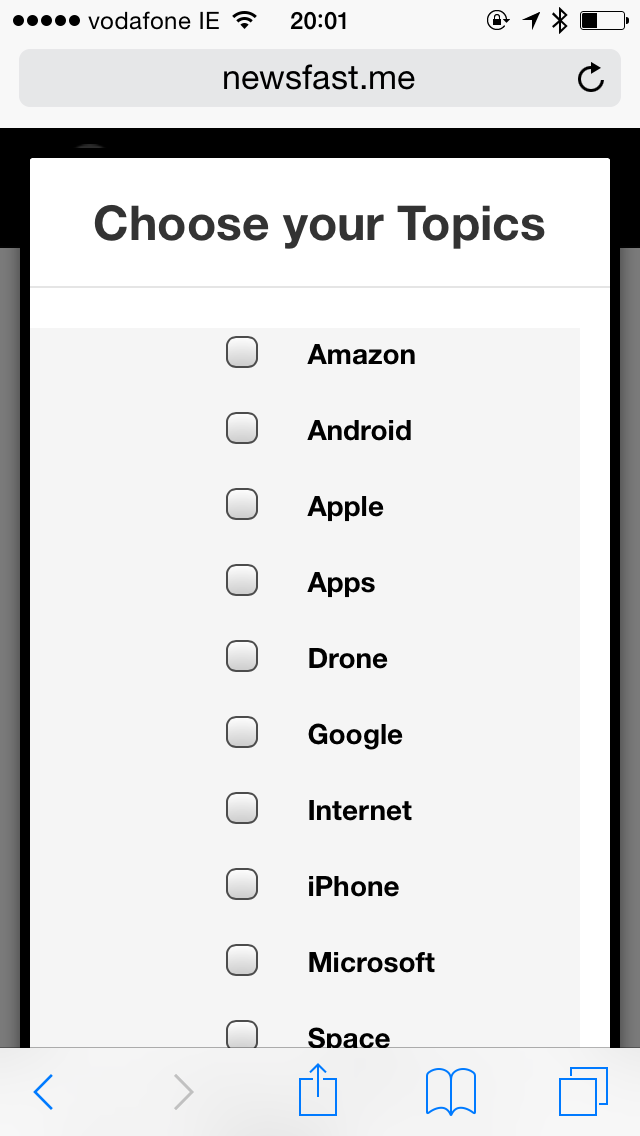 vodafone IE 20:01
newsfast.me
Choose your Topics
Amazon
Android
Apple
Apps
Drone
Google
Internet
iPhone
Microsoft
Space